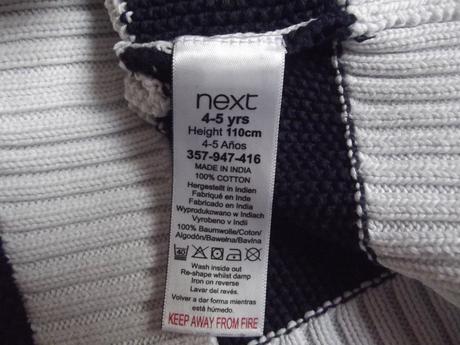 next
4-5 yrs
Height 110cm
4-5 Años
357-947-416
MADE IN INDIA
100% COTTON
Hergestellt in Indien
Fabriqué en Inde
Fabricado en India
Wyprodukowano w Indiach
Vyrobeno v Indii
100% Baumwolle/Coton/
Algodón/Bawełna/Bavlna
40
Wash inside out
Re-shape whilst damp
Iron on reverse
Lavar del revés.
Volver a dar forma mientras
está húmedo.
KEEP AWAY FROM FIRE